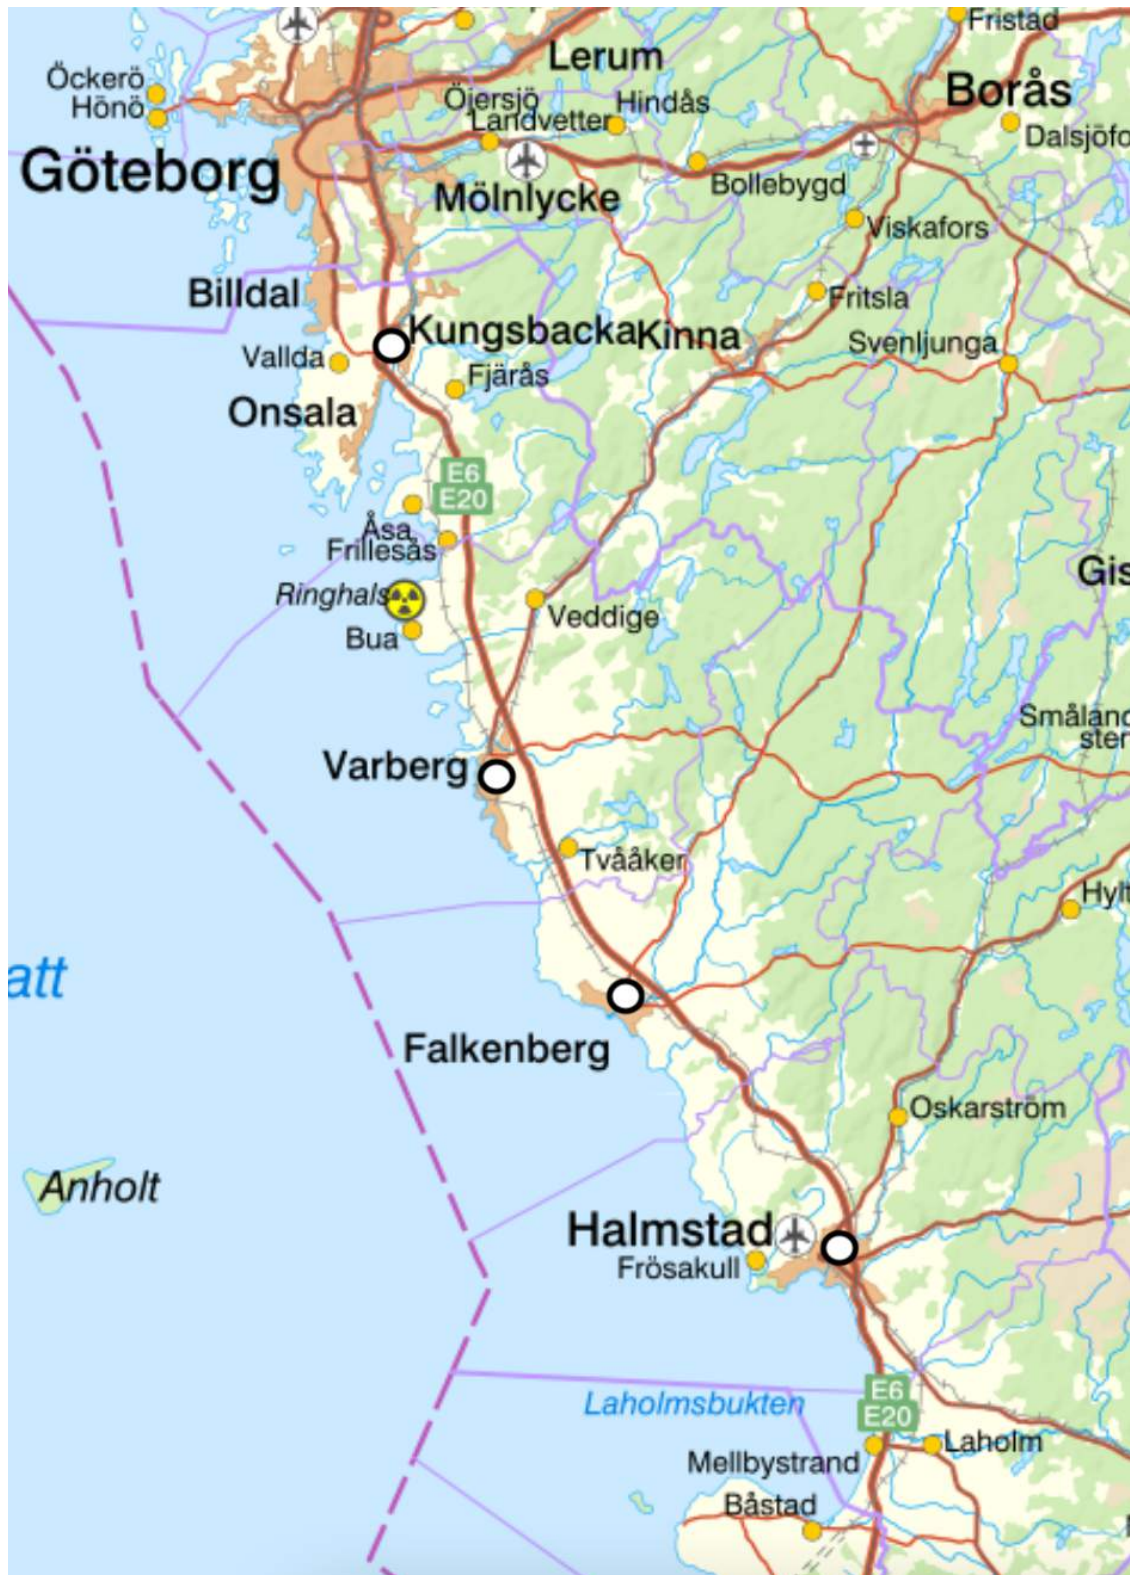 Fristad
Lerum
Öckerö
Hönö
Öjersjö
Hindås
Borås
Landvetter
Dalsjöfo
Göteborg
Mölnlycke
Bollebygd
Viskafors
Billdal
Fritsla
Kungsbacka
Kinna
Svenljunga
Vallda
Fjärås
Onsala
E6
E20
Åsa
Frillesås
Gis
Ringhals
Veddige
Bua
Småland
sten
Varberg
Tvååker
Hylt
att
Falkenberg
Oskarström
Anholt
Halmstad
Frösakull
Laholmsbukten
E6
E20
Laholm
Mellbystrand
Båstad